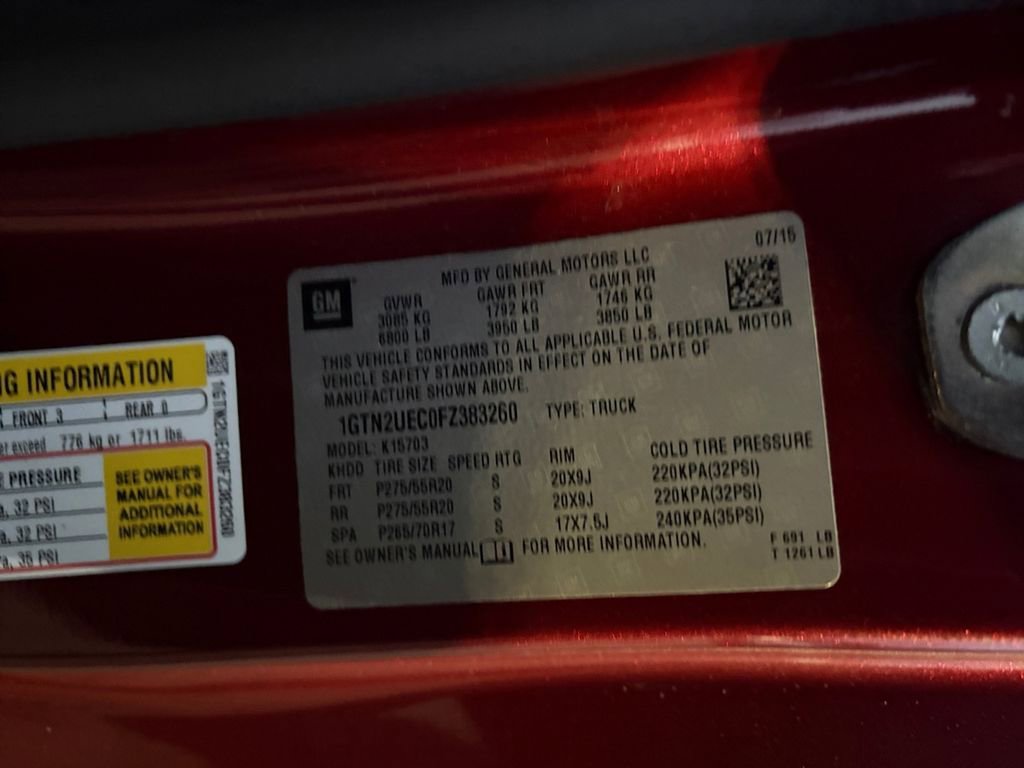 NG INFORMATION
FRONT 3 REAR 0
exceed 776 kg or 1711 lbs.
PRESSURE
32 PSI
32 PSI
35 PSI
SEE OWNER'S
MANUAL FOR
ADDITIONAL
INFORMATION
1GTN2UEC0FZ383260
GM
MFD BY GENERAL MOTORS LLC
07/15
GVWR GAWR FRT GAWR RR
3085 KG 1792 KG 1746 KG
6800 LB 3950 LB 3850 LB
THIS VEHICLE CONFORMS TO ALL APPLICABLE U.S. FEDERAL MOTOR
VEHICLE SAFETY STANDARDS IN EFFECT ON THE DATE OF
MANUFACTURE SHOWN ABOVE.
1GTN2UEC0FZ383260 TYPE: TRUCK
MODEL: K15703
KHDD TIRE SIZE SPEED RTG RIM COLD TIRE PRESSURE
FRT P275/55R20 S 20X9J 220KPA(32PSI)
RR P275/55R20 S 20X9J 220KPA(32PSI)
SPA P265/70R17 S 17X7.5J 240KPA(35PSI)
SEE OWNER'S MANUAL FOR MORE INFORMATION.
F 691 LB
T 1261 LB